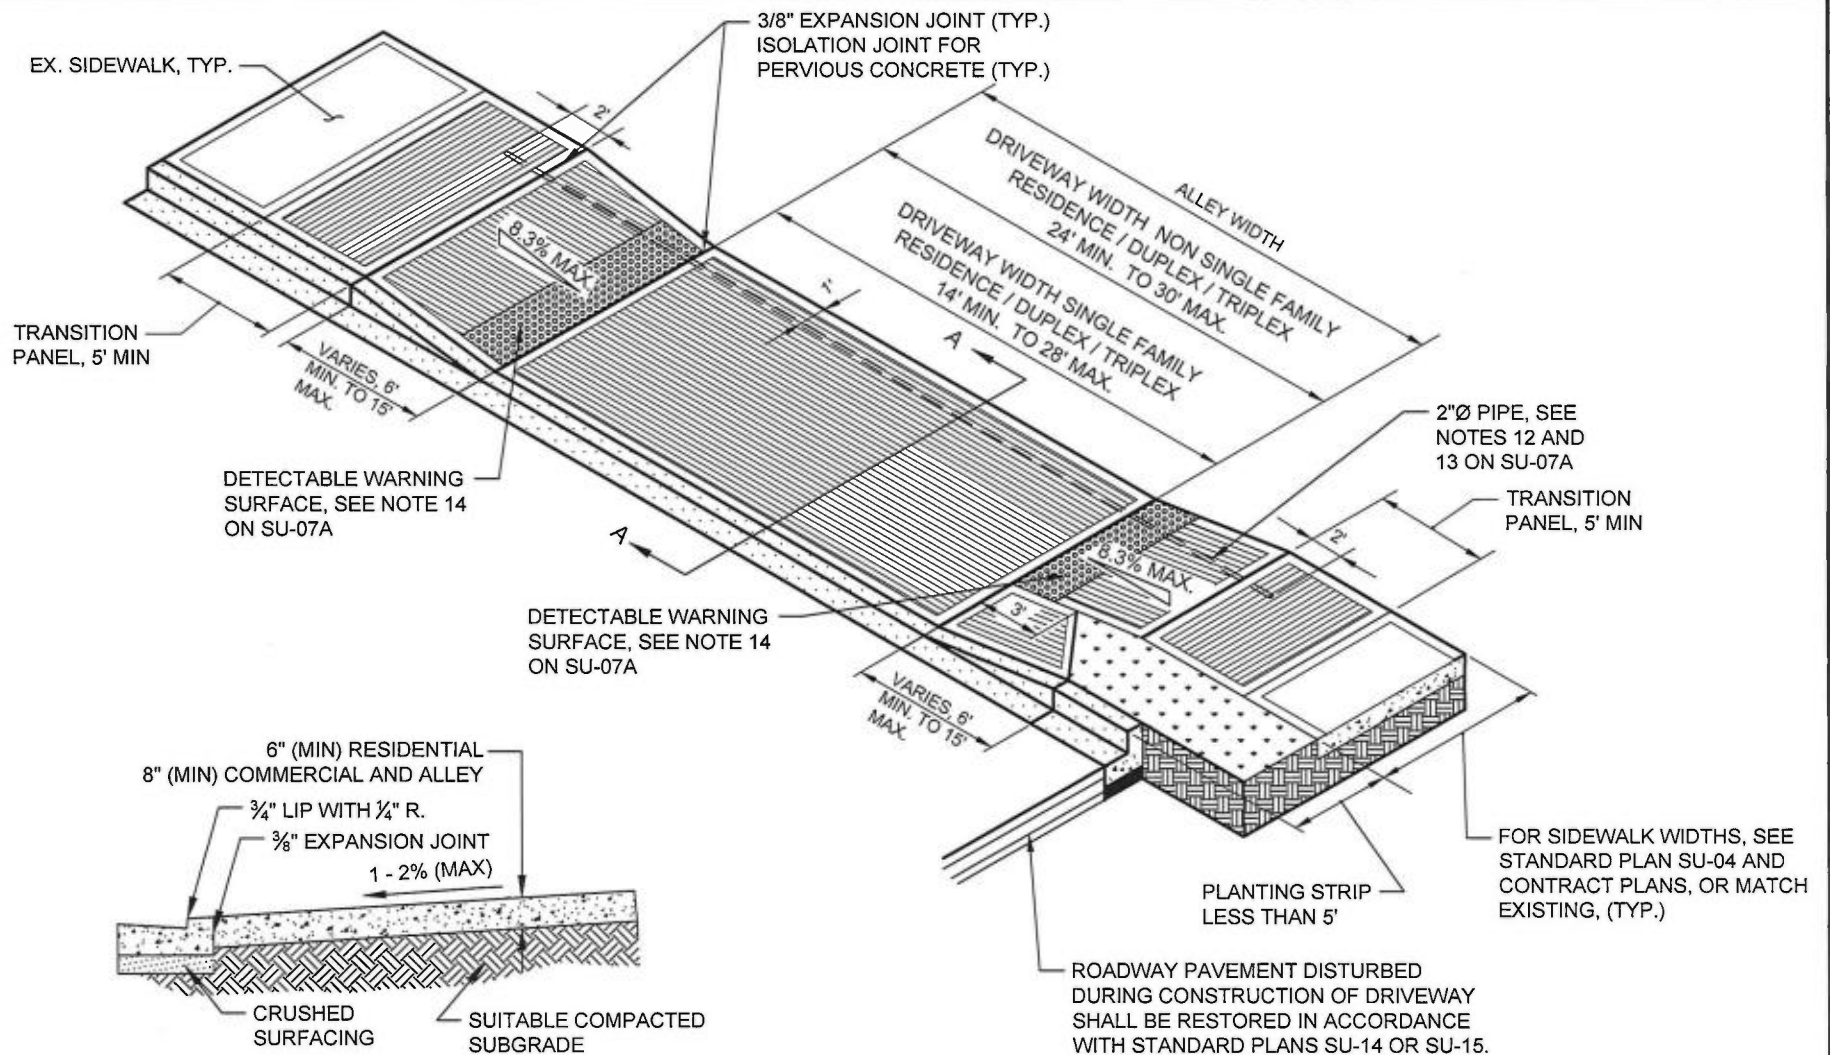 3/8" EXPANSION JOINT (TYP.)
ISOLATION JOINT FOR
PERVIOUS CONCRETE (TYP.)
EX. SIDEWALK, TYP.
2'
ALLEY WIDTH
DRIVEWAY WIDTH NON SINGLE FAMILY
RESIDENCE / DUPLEX / TRIPLEX
24' MIN. TO 30' MAX.
DRIVEWAY WIDTH SINGLE FAMILY
RESIDENCE / DUPLEX / TRIPLEX
14' MIN. TO 28' MAX.
8.3% MAX.
1'
TRANSITION
PANEL, 5' MIN
VARIES, 6'
MIN. TO 15'
MAX.
A
2"Ø PIPE, SEE
NOTES 12 AND
13 ON SU-07A
DETECTABLE WARNING
SURFACE, SEE NOTE 14
ON SU-07A
A
TRANSITION
PANEL, 5' MIN
2'
8.3% MAX.
3'
DETECTABLE WARNING
SURFACE, SEE NOTE 14
ON SU-07A
VARIES, 6'
MIN. TO 15'
MAX.
6" (MIN) RESIDENTIAL
8" (MIN) COMMERCIAL AND ALLEY
¾" LIP WITH ¼" R.
⅜" EXPANSION JOINT
1 - 2% (MAX)
CRUSHED
SURFACING
SUITABLE COMPACTED
SUBGRADE
PLANTING STRIP
LESS THAN 5'
FOR SIDEWALK WIDTHS, SEE
STANDARD PLAN SU-04 AND
CONTRACT PLANS, OR MATCH
EXISTING, (TYP.)
ROADWAY PAVEMENT DISTURBED
DURING CONSTRUCTION OF DRIVEWAY
SHALL BE RESTORED IN ACCORDANCE
WITH STANDARD PLANS SU-14 OR SU-15.